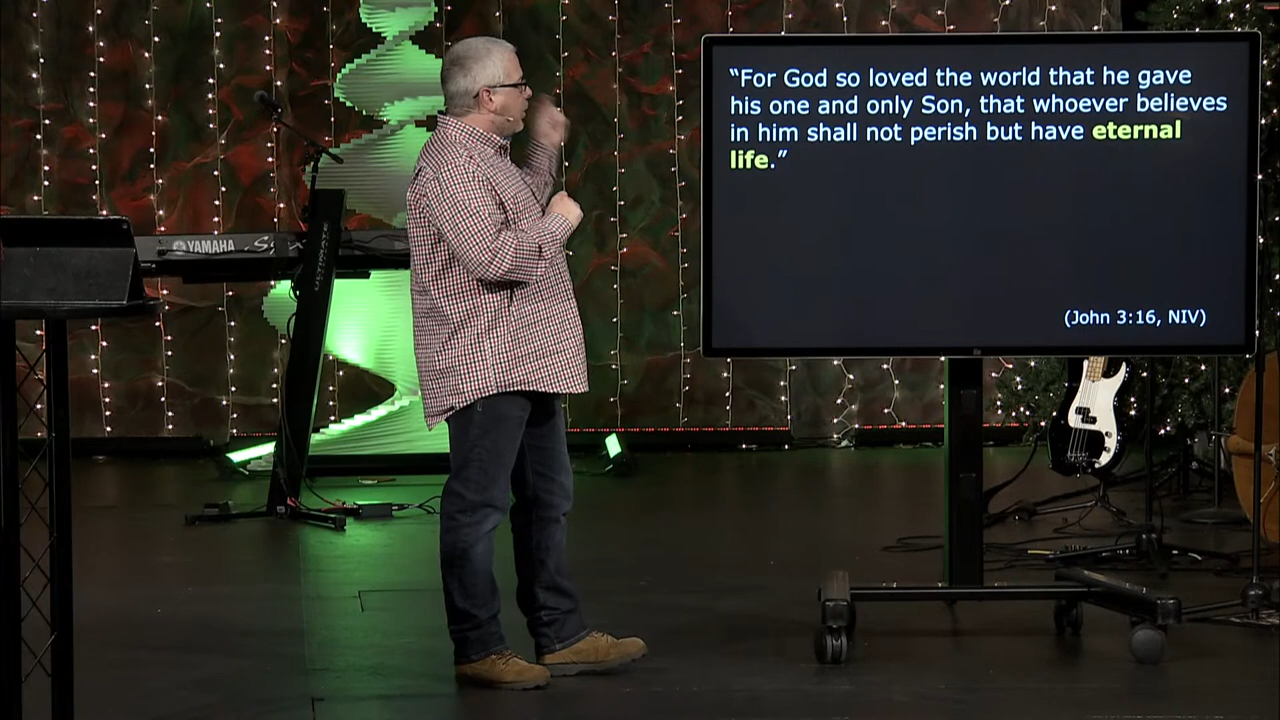 “For God so loved the world that he gave
his one and only Son, that whoever believes
in him shall not perish but have eternal
life.”
(John 3:16, NIV)
YAMAHA
ULTIMATE